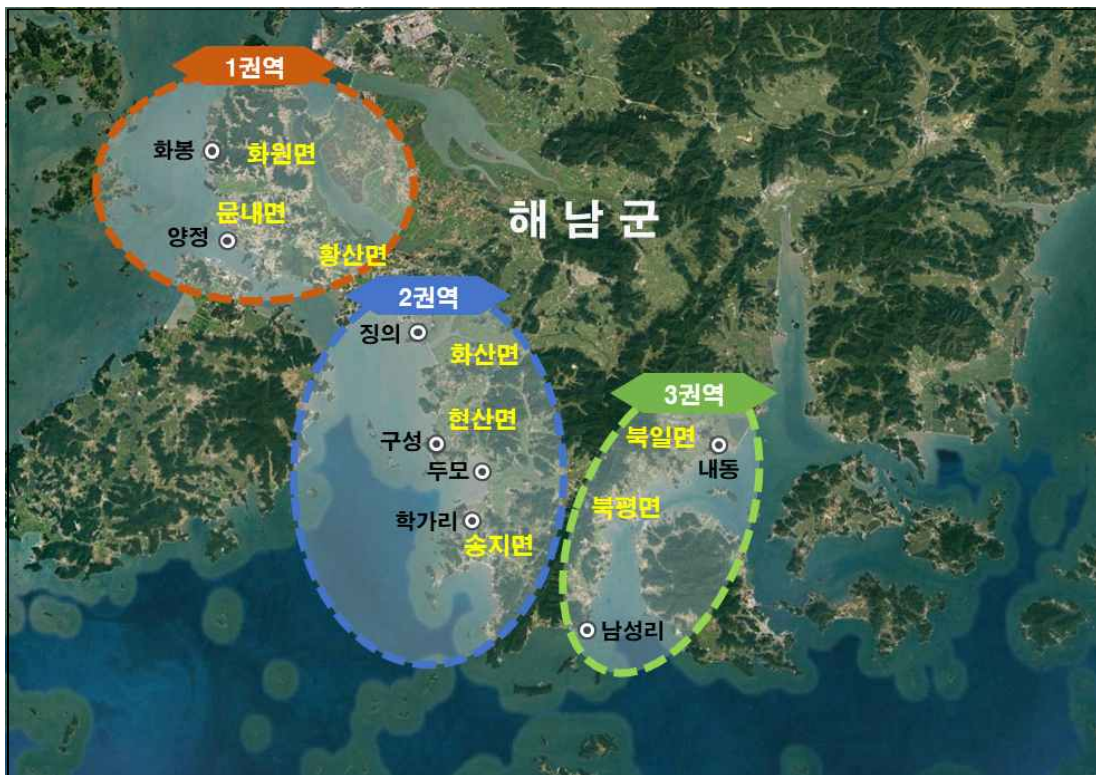 1권역
화봉
화원면
문내면
양정
황산면
해남군
2권역
징의
화산면
현산면
구성
두모
학가리
송지면
3권역
북일면
내동
북평면
남성리